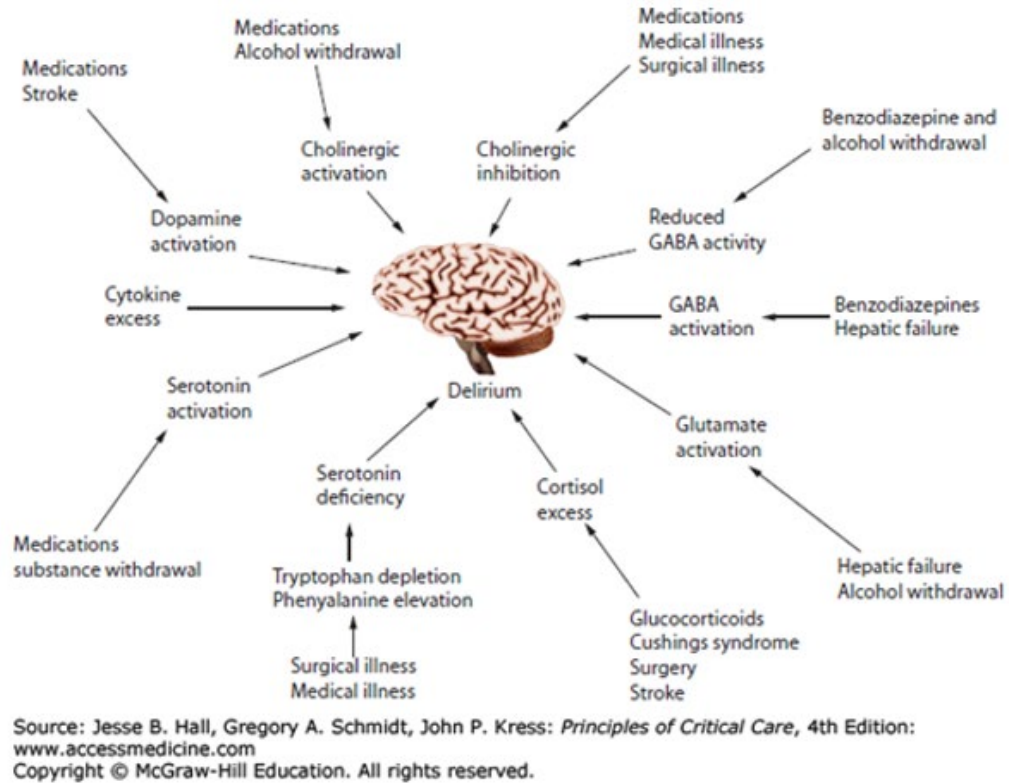 Medications
Alcohol withdrawal
Medications
Medical illness
Surgical illness
Medications
Stroke
Benzodiazepine and
alcohol withdrawal
Cholinergic
activation
Cholinergic
inhibition
Dopamine
activation
Reduced
GABA activity
Cytokine
excess
GABA
activation
Benzodiazepines
Hepatic failure
Serotonin
activation
Delirium
Glutamate
activation
Serotonin
deficiency
Cortisol
excess
Medications
substance withdrawal
Tryptophan depletion
Phenyalanine elevation
Hepatic failure
Alcohol withdrawal
Glucocorticoids
Cushings syndrome
Surgery
Stroke
Surgical illness
Medical illness
Source: Jesse B. Hall, Gregory A. Schmidt, John P. Kress: Principles of Critical Care, 4th Edition:
www.accessmedicine.com
Copyright © McGraw-Hill Education. All rights reserved.